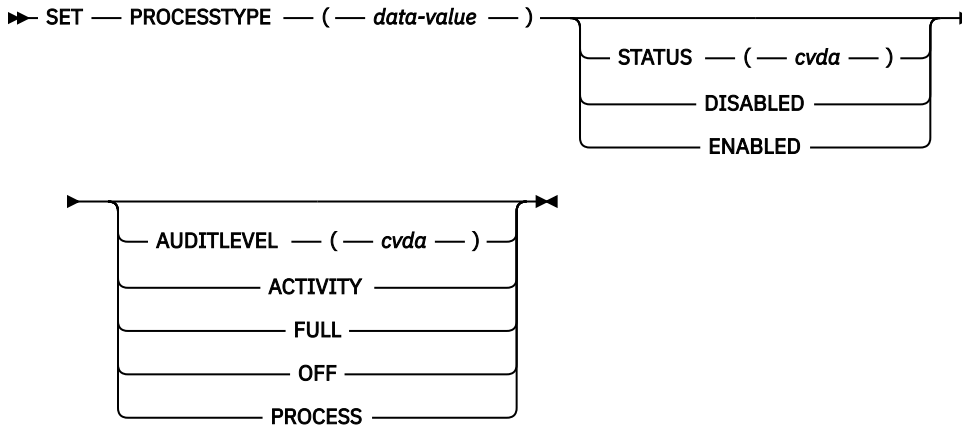 SET PROCESSTYPE ( data-value )
STATUS ( cvda )
DISABLED
ENABLED
AUDITLEVEL ( cvda )
ACTIVITY
FULL
OFF
PROCESS